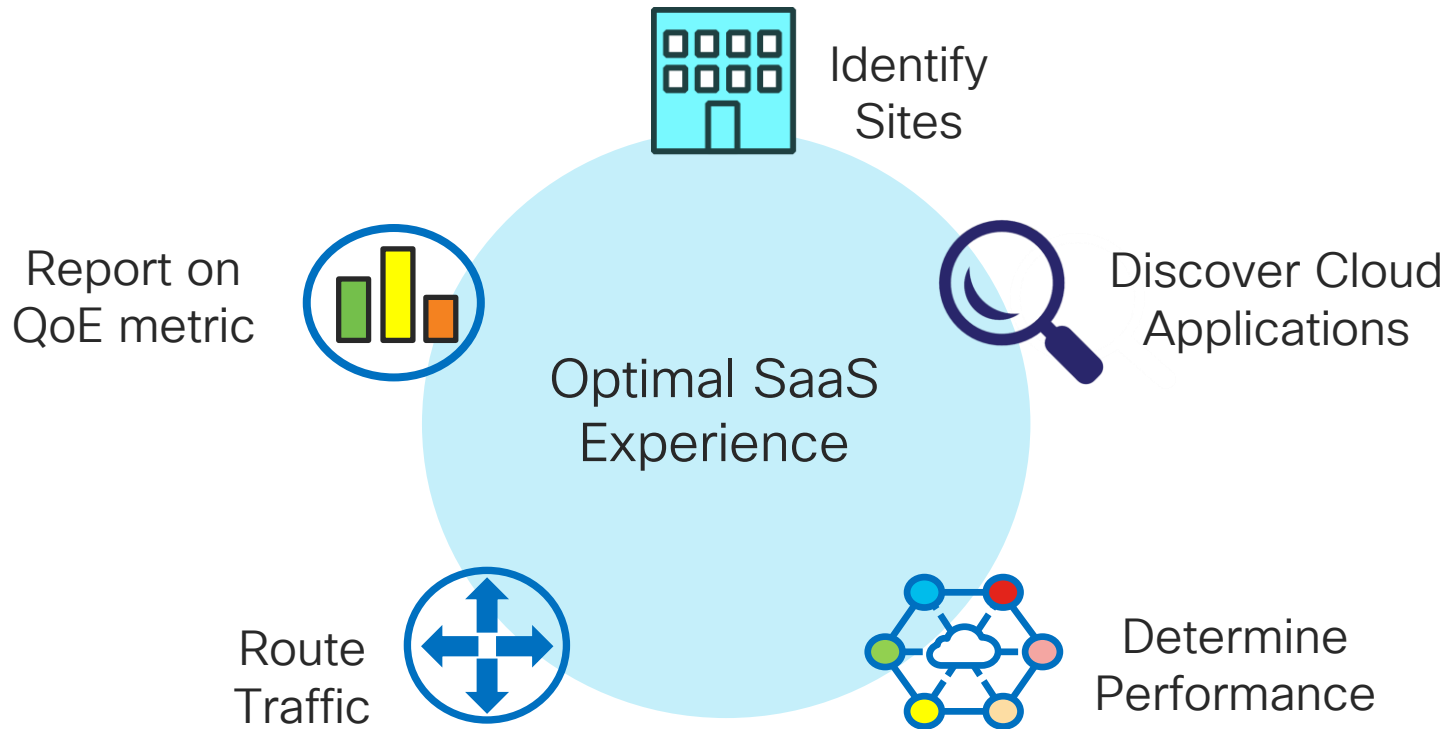 Identify
Sites
Discover Cloud
Applications
Report on
QoE metric
Optimal SaaS
Experience
Determine
Performance
Route
Traffic